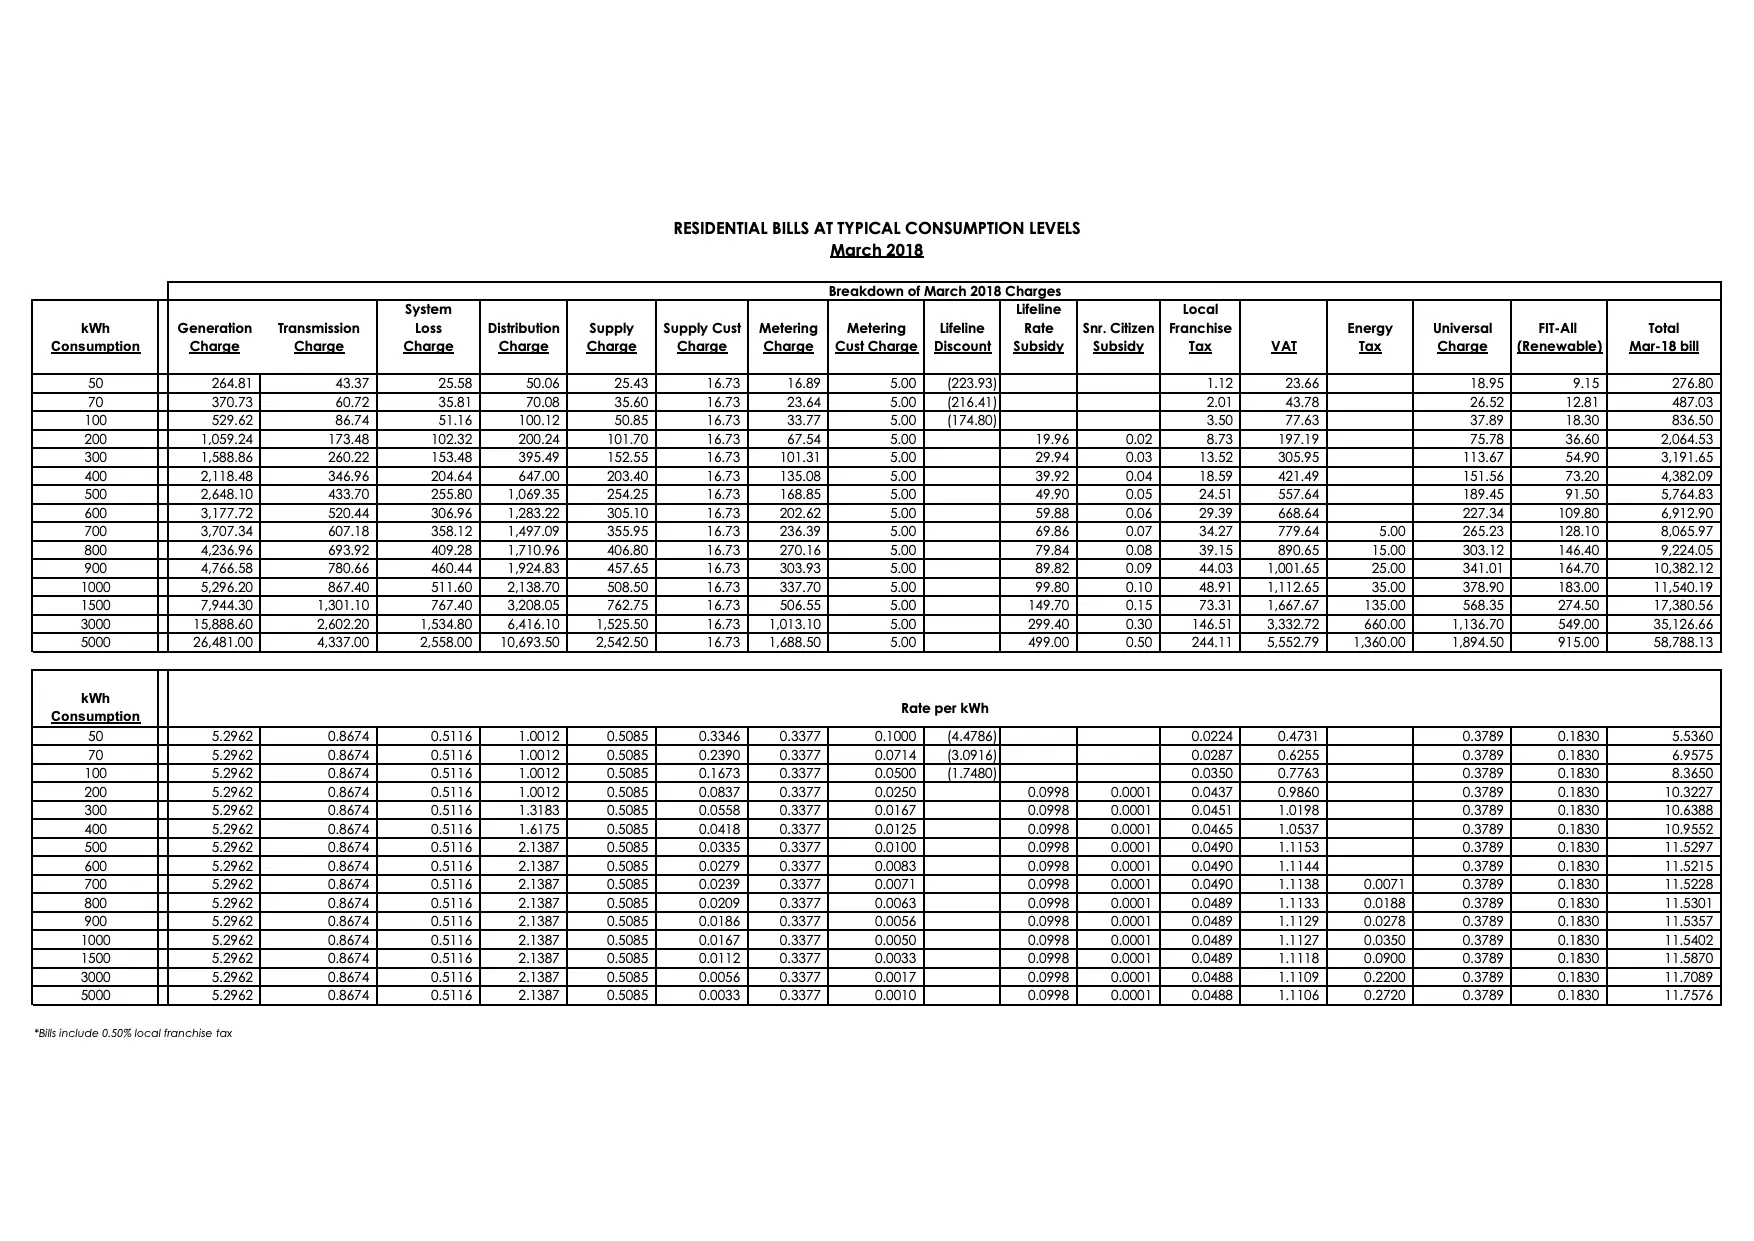 RESIDENTIAL BILLS AT TYPICAL CONSUMPTION LEVELS
March 2018
Breakdown of March 2018 Charges
kWh Consumption Generation Charge Transmission Charge System Loss Charge Distribution Charge Supply Charge Supply Cust Charge Metering Charge Metering Cust Charge Lifeline Discount Lifeline Rate Subsidy Snr. Citizen Subsidy Local Franchise Tax VAT Energy Tax Universal Charge FIT-All (Renewable) Total Mar-18 bill
50 264.81 43.37 25.58 50.06 25.43 16.73 16.89 5.00 (223.93) 1.12 23.66 18.95 9.15 276.80
70 370.73 60.72 35.81 70.08 35.60 16.73 23.64 5.00 (216.41) 2.01 43.78 26.52 12.81 487.03
100 529.62 86.74 51.16 100.12 50.85 16.73 33.77 5.00 (174.80) 3.50 77.63 37.89 18.30 836.50
200 1,059.24 173.48 102.32 200.24 101.70 16.73 67.54 5.00 19.96 0.02 8.73 197.19 75.78 36.60 2,064.53
300 1,588.86 260.22 153.48 395.49 152.55 16.73 101.31 5.00 29.94 0.03 13.52 305.95 113.67 54.90 3,191.65
400 2,118.48 346.96 204.64 647.00 203.40 16.73 135.08 5.00 39.92 0.04 18.59 421.49 151.56 73.20 4,382.09
500 2,648.10 433.70 255.80 1,069.35 254.25 16.73 168.85 5.00 49.90 0.05 24.51 557.64 189.45 91.50 5,764.83
600 3,177.72 520.44 306.96 1,283.22 305.10 16.73 202.62 5.00 59.88 0.06 29.39 668.64 227.34 109.80 6,912.90
700 3,707.34 607.18 358.12 1,497.09 355.95 16.73 236.39 5.00 69.86 0.07 34.27 779.64 5.00 265.23 128.10 8,065.97
800 4,236.96 693.92 409.28 1,710.96 406.80 16.73 270.16 5.00 79.84 0.08 39.15 890.65 15.00 303.12 146.40 9,224.05
900 4,766.58 780.66 460.44 1,924.83 457.65 16.73 303.93 5.00 89.82 0.09 44.03 1,001.65 25.00 341.01 164.70 10,382.12
1000 5,296.20 867.40 511.60 2,138.70 508.50 16.73 337.70 5.00 99.80 0.10 48.91 1,112.65 35.00 378.90 183.00 11,540.19
1500 7,944.30 1,301.10 767.40 3,208.05 762.75 16.73 506.55 5.00 149.70 0.15 73.31 1,667.67 135.00 568.35 274.50 17,380.56
3000 15,888.60 2,602.20 1,534.80 6,416.10 1,525.50 16.73 1,013.10 5.00 299.40 0.30 146.51 3,332.72 660.00 1,136.70 549.00 35,126.66
5000 26,481.00 4,337.00 2,558.00 10,693.50 2,542.50 16.73 1,688.50 5.00 499.00 0.50 244.11 5,552.79 1,360.00 1,894.50 915.00 58,788.13
kWh Consumption Rate per kWh
50 5.2962 0.8674 0.5116 1.0012 0.5085 0.3346 0.3377 0.1000 (4.4786) 0.0224 0.4731 0.3789 0.1830 5.5360
70 5.2962 0.8674 0.5116 1.0012 0.5085 0.2390 0.3377 0.0714 (3.0916) 0.0287 0.6255 0.3789 0.1830 6.9575
100 5.2962 0.8674 0.5116 1.0012 0.5085 0.1673 0.3377 0.0500 (1.7480) 0.0350 0.7763 0.3789 0.1830 8.3650
200 5.2962 0.8674 0.5116 1.0012 0.5085 0.0837 0.3377 0.0250 0.0998 0.0001 0.0437 0.9860 0.3789 0.1830 10.3227
300 5.2962 0.8674 0.5116 1.3183 0.5085 0.0558 0.3377 0.0167 0.0998 0.0001 0.0451 1.0198 0.3789 0.1830 10.6388
400 5.2962 0.8674 0.5116 1.6175 0.5085 0.0418 0.3377 0.0125 0.0998 0.0001 0.0465 1.0537 0.3789 0.1830 10.9552
500 5.2962 0.8674 0.5116 2.1387 0.5085 0.0335 0.3377 0.0100 0.0998 0.0001 0.0490 1.1153 0.3789 0.1830 11.5297
600 5.2962 0.8674 0.5116 2.1387 0.5085 0.0279 0.3377 0.0083 0.0998 0.0001 0.0490 1.1144 0.3789 0.1830 11.5215
700 5.2962 0.8674 0.5116 2.1387 0.5085 0.0239 0.3377 0.0071 0.0998 0.0001 0.0490 1.1138 0.0071 0.3789 0.1830 11.5228
800 5.2962 0.8674 0.5116 2.1387 0.5085 0.0209 0.3377 0.0063 0.0998 0.0001 0.0489 1.1133 0.0188 0.3789 0.1830 11.5301
900 5.2962 0.8674 0.5116 2.1387 0.5085 0.0186 0.3377 0.0056 0.0998 0.0001 0.0489 1.1129 0.0278 0.3789 0.1830 11.5357
1000 5.2962 0.8674 0.5116 2.1387 0.5085 0.0167 0.3377 0.0050 0.0998 0.0001 0.0489 1.1127 0.0350 0.3789 0.1830 11.5402
1500 5.2962 0.8674 0.5116 2.1387 0.5085 0.0112 0.3377 0.0033 0.0998 0.0001 0.0489 1.1118 0.0900 0.3789 0.1830 11.5870
3000 5.2962 0.8674 0.5116 2.1387 0.5085 0.0056 0.3377 0.0017 0.0998 0.0001 0.0488 1.1109 0.2200 0.3789 0.1830 11.7089
5000 5.2962 0.8674 0.5116 2.1387 0.5085 0.0033 0.3377 0.0010 0.0998 0.0001 0.0488 1.1106 0.2720 0.3789 0.1830 11.7576
*Bills include 0.50% local franchise tax